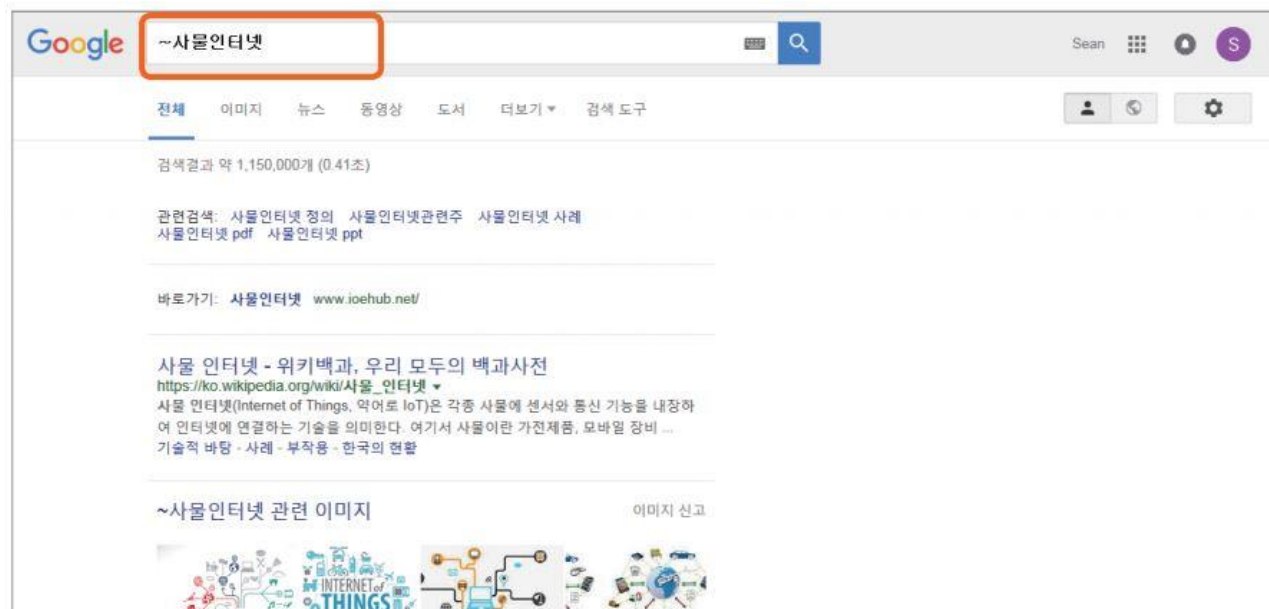 Google ~사물인터넷 Sean S
전체 이미지 뉴스 동영상 도서 더보기 검색 도구
검색결과 약 1,150,000개 (0.41초)
관련검색: 사물인터넷 정의 사물인터넷관련주 사물인터넷 사례
사물인터넷 pdf 사물인터넷 ppt
바로가기: 사물인터넷 www.ioehub.net/
사물 인터넷 - 위키백과, 우리 모두의 백과사전
https://ko.wikipedia.org/wiki/사물_인터넷
사물 인터넷(Internet of Things, 약어로 IoT)은 각종 사물에 센서와 통신 기능을 내장하
여 인터넷에 연결하는 기술을 의미한다. 여기서 사물이란 가전제품, 모바일 장비 ...
기술적 바탕 - 사례 - 부작용 - 한국의 현황
~사물인터넷 관련 이미지 이미지 신고
INTERNET of
THINGS